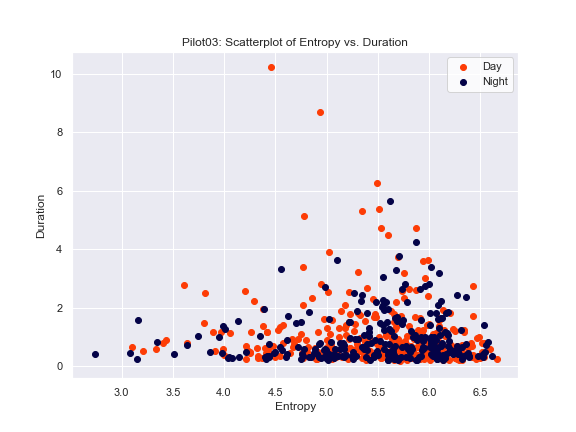 Pilot03: Scatterplot of Entropy vs. Duration
Day
Night
10
8
6
4
2
0
Duration
3.0 3.5 4.0 4.5 5.0 5.5 6.0 6.5
Entropy